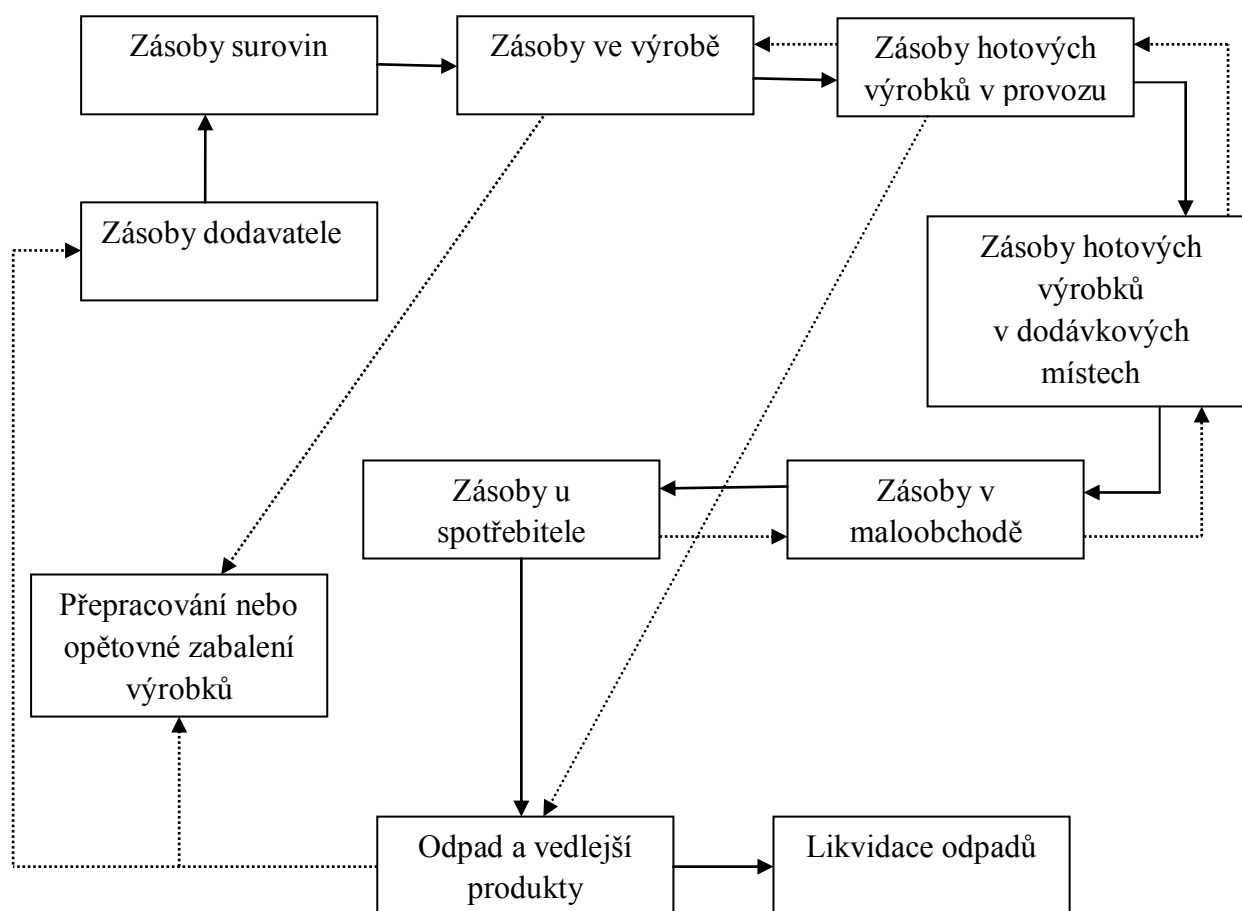 Zásoby surovin
Zásoby ve výrobě
Zásoby hotových
výrobků v provozu
Zásoby dodavatele
Zásoby hotových
výrobků
v dodávkových
místech
Zásoby u
spotřebitele
Zásoby v
maloobchodě
Přepracování nebo
opětovné zabalení
výrobků
Odpad a vedlejší
produkty
Likvidace odpadů